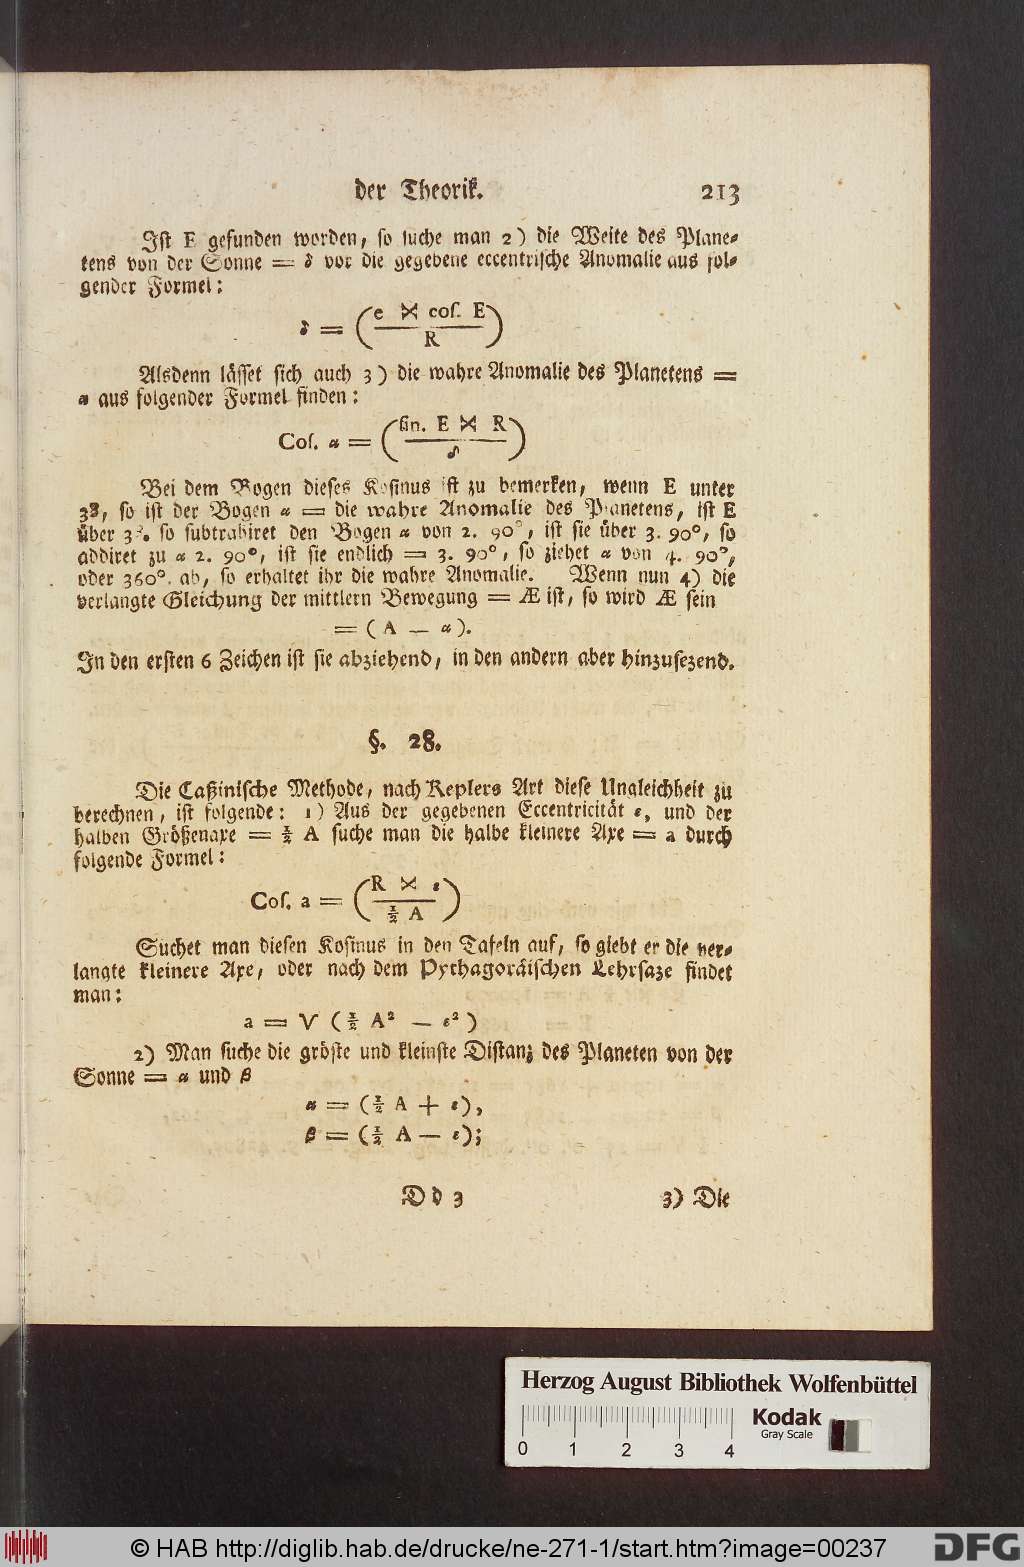 der Theorik. 213
Ist E gefunden worden, so suche man 2) die Weite des Plane-
tens von der Sonne = δ vor die gegebene eccentrische Anomalie aus fol-
gender Formel:
δ = (e × cos. E / R)
Alsdenn lässet sich auch 3) die wahre Anomalie des Planetens =
α aus folgender Formel finden:
Cos. α = (sin. E × R / δ)
Bei dem Bogen dieses Kosinus ist zu bemerken, wenn E unter
3ᶻ, so ist der Bogen α = die wahre Anomalie des Planetens, ist E
über 3ᶻ. so subtrahiret den Bogen α von 2. 90°, ist sie über 3. 90°, so
addiret zu α 2. 90°, ist sie endlich = 3. 90°, so ziehet α von 4. 90°,
oder 360°. ab, so erhaltet ihr die wahre Anomalie. Wenn nun 4) die
verlangte Gleichung der mittlern Bewegung = Æ ist, so wird Æ sein
= (A — α).
In den ersten 6 Zeichen ist sie abziehend, in den andern aber hinzusezend.
§. 28.
Die Caßinische Methode, nach Keplers Art diese Ungleichheit zu
berechnen, ist folgende: 1) Aus der gegebenen Eccentricität ε, und der
halben Größenaxe = ½ A suche man die halbe kleinere Axe = a durch
folgende Formel:
Cos. a = (R × ε / ½ A)
Suchet man diesen Kosinus in den Tafeln auf, so giebt er die ver-
langte kleinere Axe, oder nach dem Pythagoräischen Lehrsaze findet
man:
a = √ (½ A² — ε²)
2) Man suche die gröste und kleinste Distanz des Planeten von der
Sonne = α und β
α = (½ A + ε),
β = (½ A — ε);
D d 3 3) Die
Herzog August Bibliothek Wolfenbüttel
0 1 2 3 4
Kodak
Gray Scale
© HAB http://diglib.hab.de/drucke/ne-271-1/start.htm?image=00237
DFG